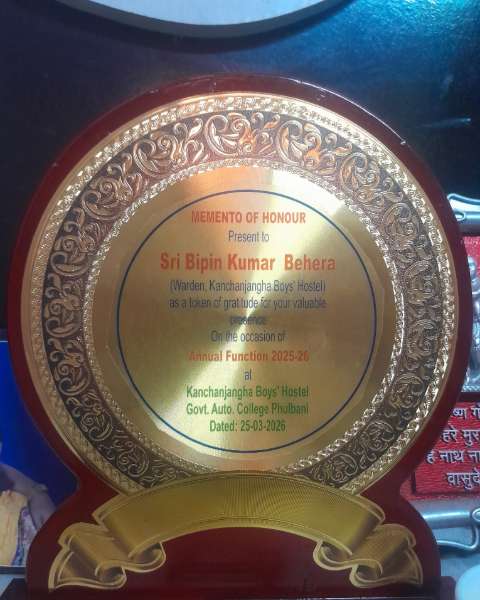 MEMENTO OF HONOUR
Present to
Sri Bipin Kumar Behera
(Warden, Kanchanjangha Boys' Hostel)
as a token of gratitude for your valuable
presence
On the occasion of
Annual Function 2025-26
at
Kanchanjangha Boys' Hostel
Govt. Auto. College Phulbani
Dated: 25-03-2026
हरे मुर
हे नाथ ना
वासुदे